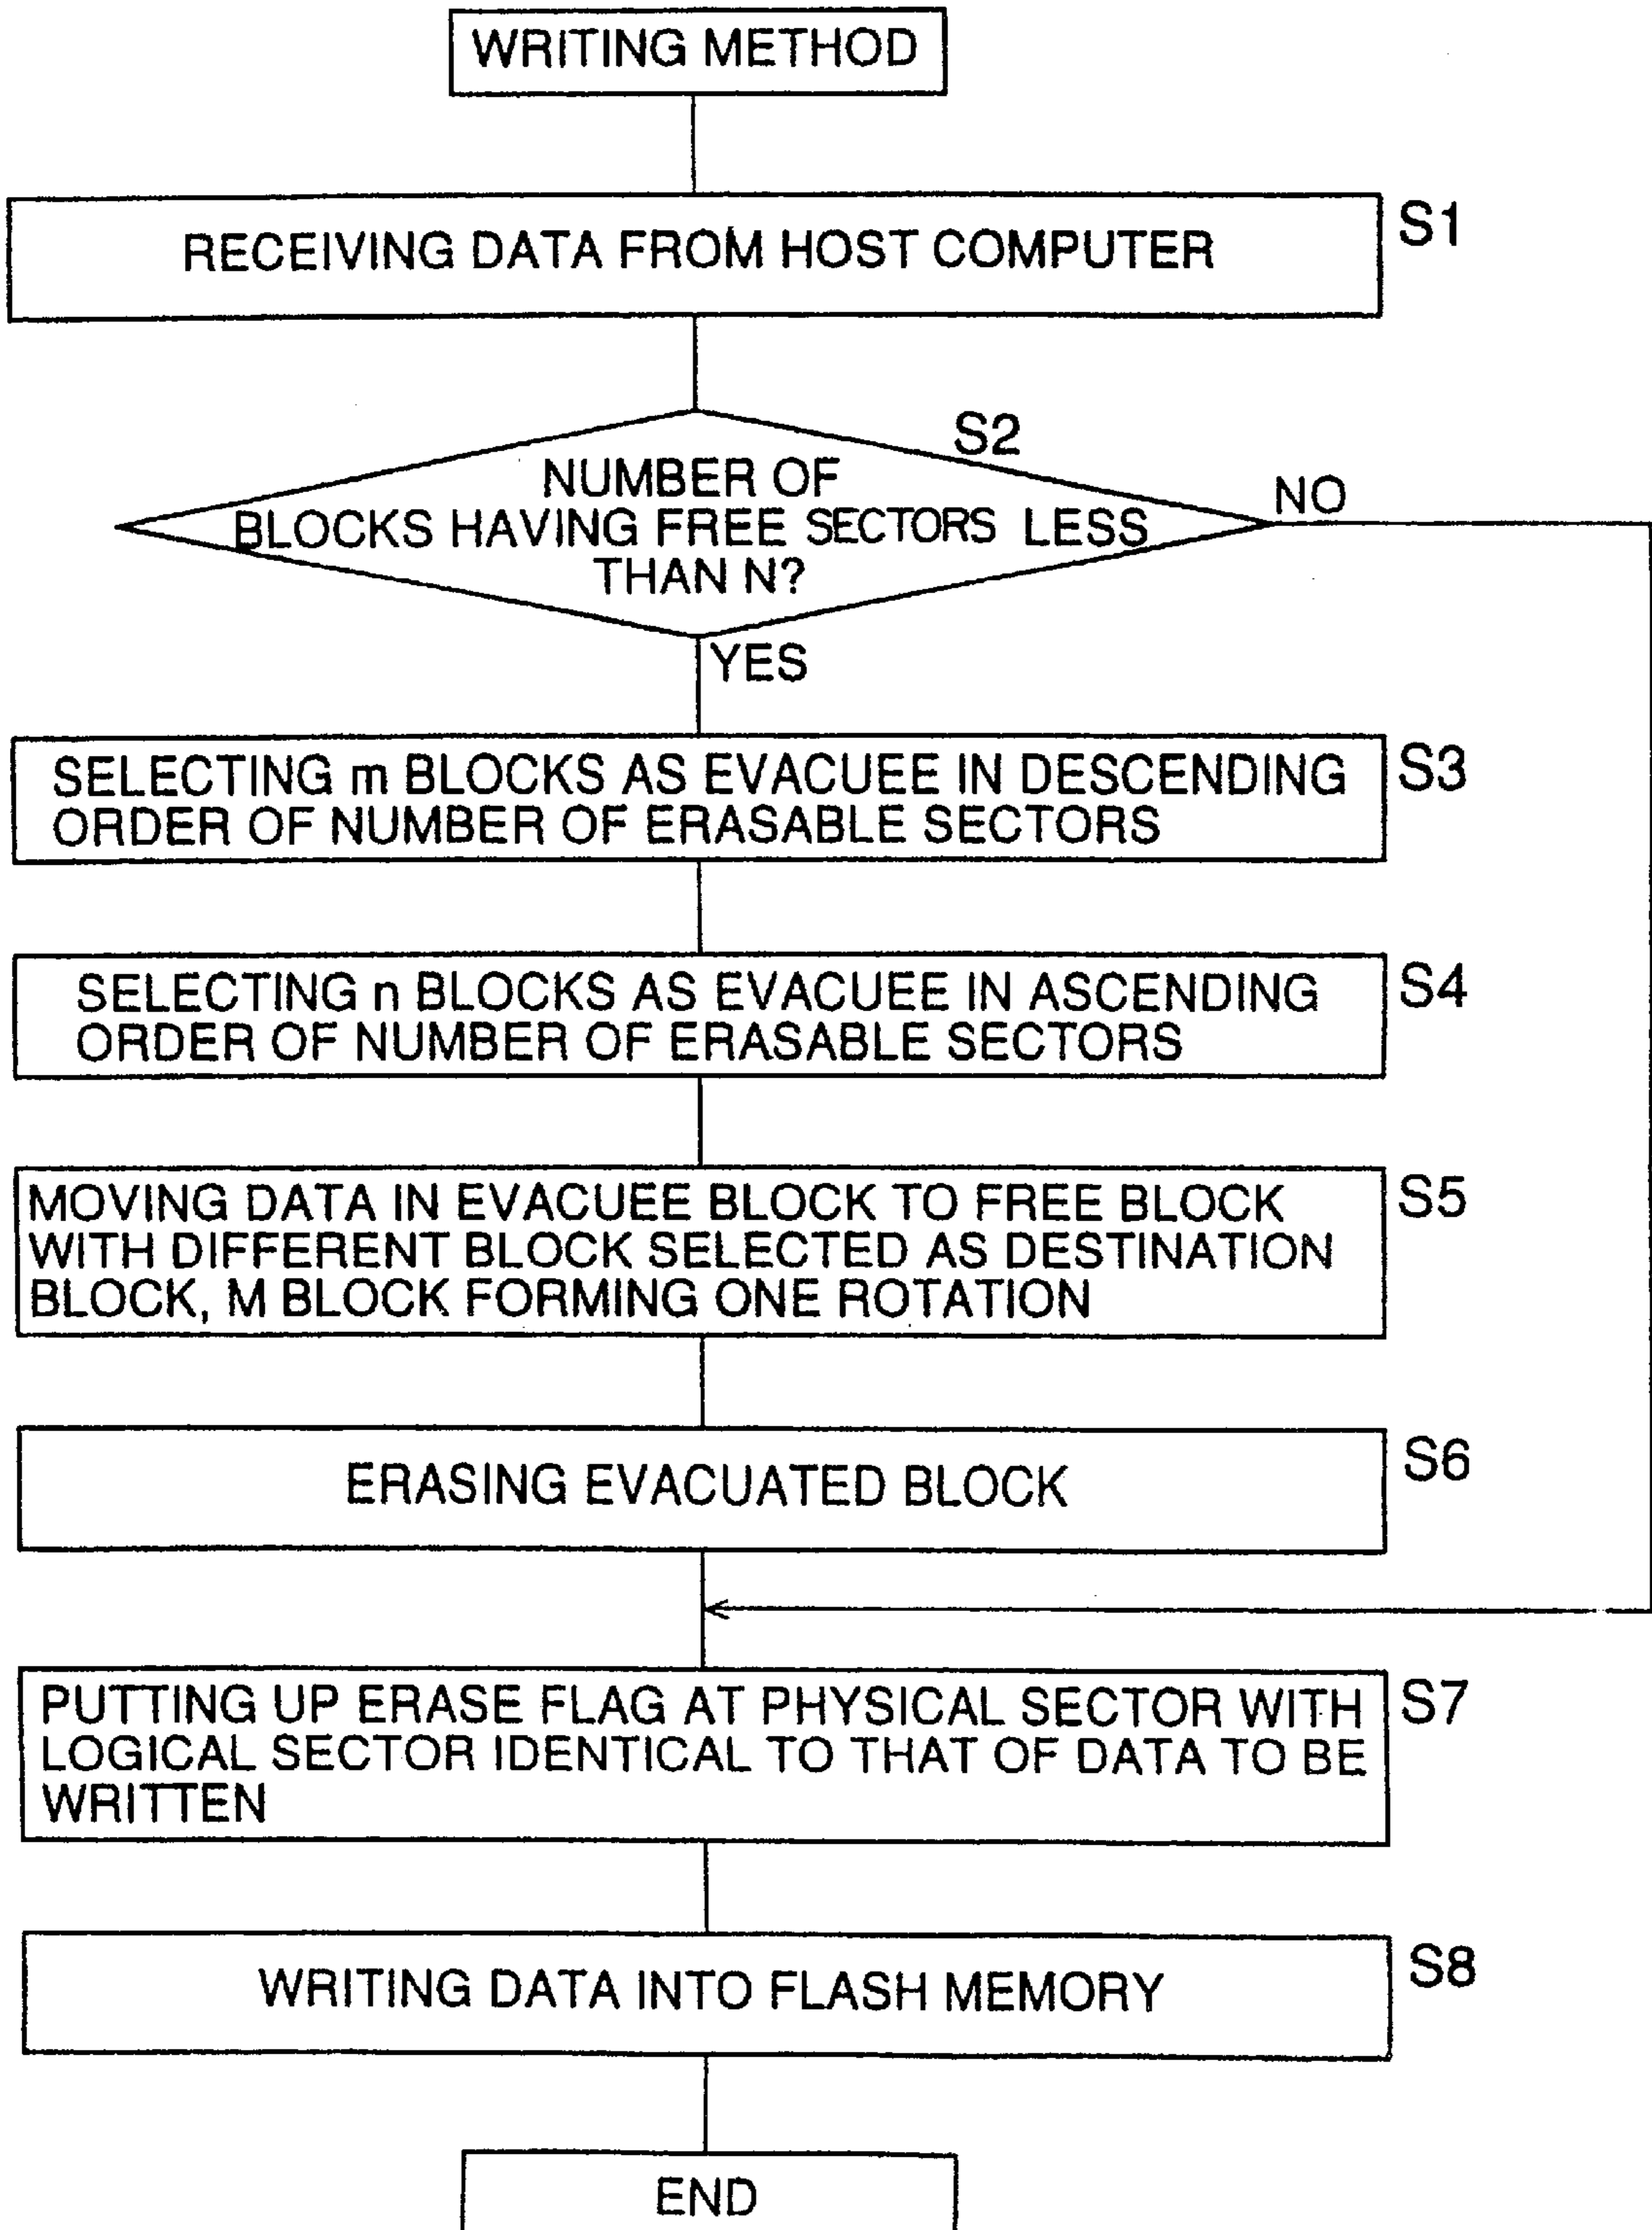 WRITING METHOD
RECEIVING DATA FROM HOST COMPUTER
S1
S2
NUMBER OF
BLOCKS HAVING FREE SECTORS LESS
THAN N?
NO
YES
SELECTING m BLOCKS AS EVACUEE IN DESCENDING
ORDER OF NUMBER OF ERASABLE SECTORS
S3
SELECTING n BLOCKS AS EVACUEE IN ASCENDING
ORDER OF NUMBER OF ERASABLE SECTORS
S4
MOVING DATA IN EVACUEE BLOCK TO FREE BLOCK
WITH DIFFERENT BLOCK SELECTED AS DESTINATION
BLOCK, M BLOCK FORMING ONE ROTATION
S5
ERASING EVACUATED BLOCK
S6
PUTTING UP ERASE FLAG AT PHYSICAL SECTOR WITH
LOGICAL SECTOR IDENTICAL TO THAT OF DATA TO BE
WRITTEN
S7
WRITING DATA INTO FLASH MEMORY
S8
END